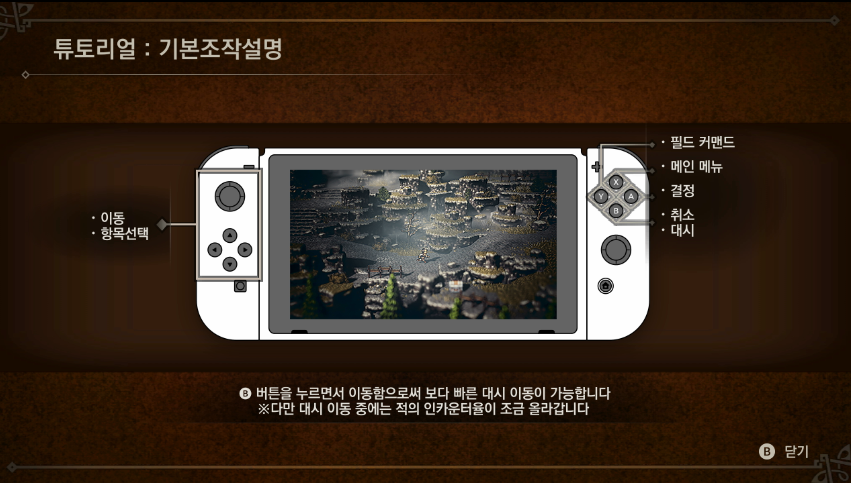 튜토리얼 : 기본조작설명
· 이동
· 항목선택
· 필드 커맨드
· 메인 메뉴
· 결정
· 취소
· 대시
X
Y A
B
B 버튼을 누르면서 이동함으로써 보다 빠른 대시 이동이 가능합니다
※다만 대시 이동 중에는 적의 인카운터율이 조금 올라갑니다
B 닫기